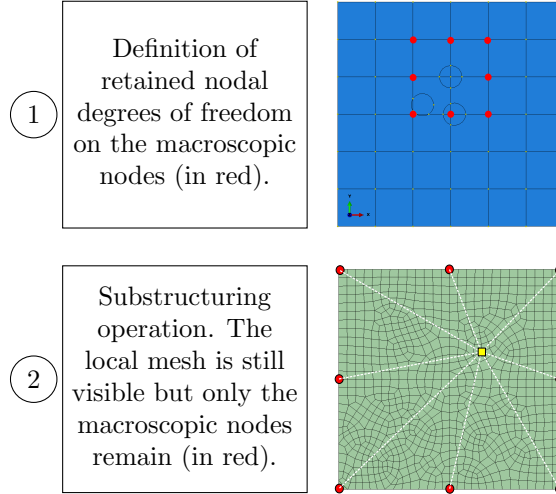 1
Definition of
retained nodal
degrees of freedom
on the macroscopic
nodes (in red).
Y
X
2
Substructuring
operation. The
local mesh is still
visible but only the
macroscopic nodes
remain (in red).